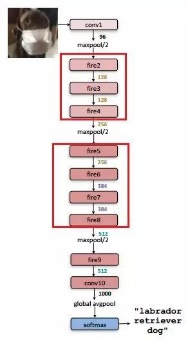 conv1
96
maxpool/2
fire2
128
fire3
128
fire4
256
maxpool/2
fire5
256
fire6
384
fire7
384
fire8
512
maxpool/2
fire9
512
conv10
1000
global avgpool
softmax
"labrador
retriever
dog"